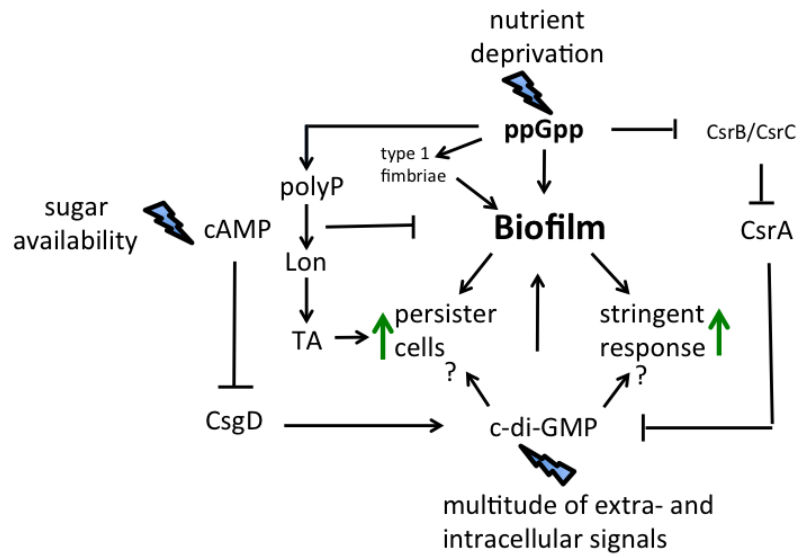 nutrient
deprivation
ppGpp
CsrB/CsrC
type 1
fimbriae
polyP
sugar
availability
cAMP
Biofilm
CsrA
Lon
TA
persister
cells
?
stringent
response
?
CsgD
c-di-GMP
multitude of extra- and
intracellular signals